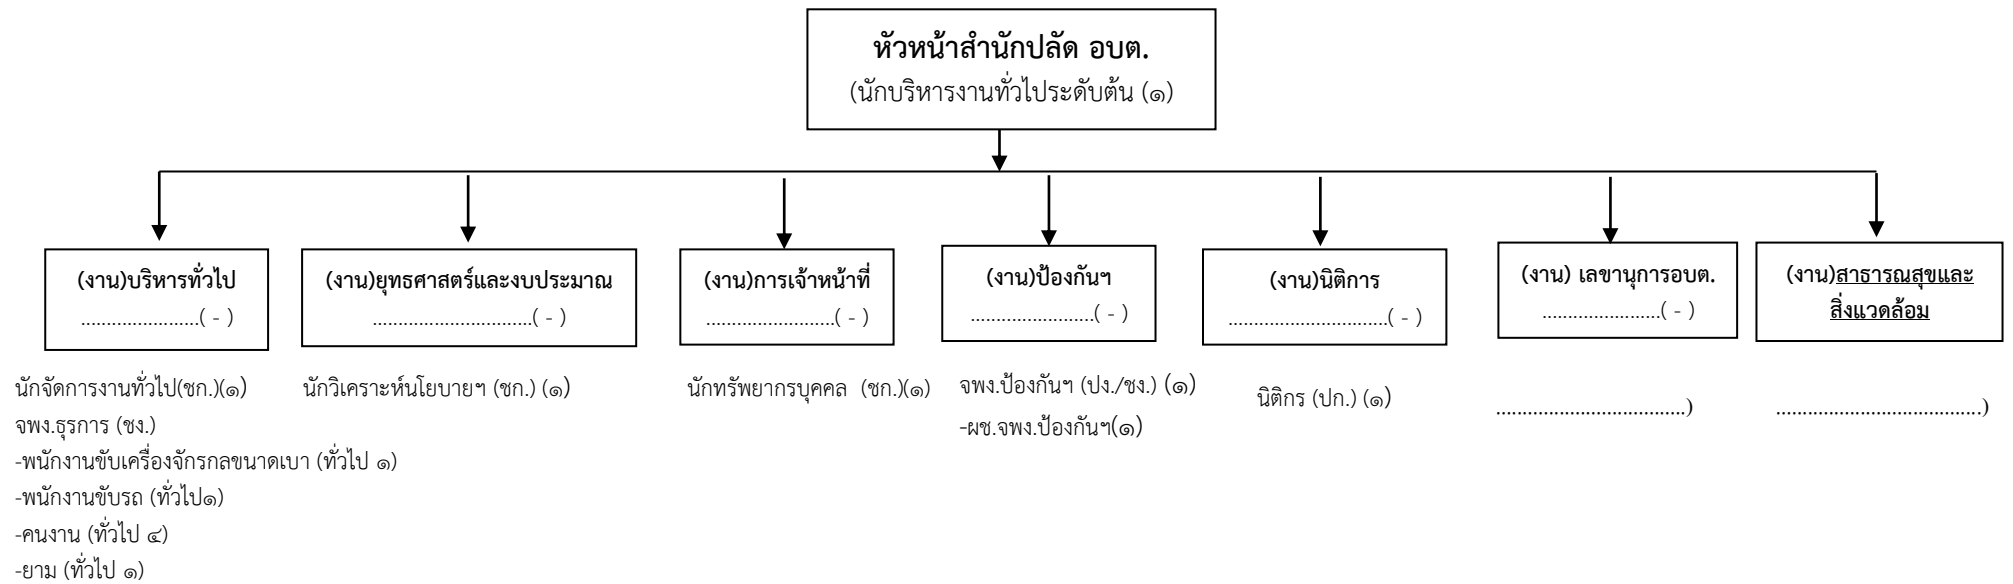 หัวหน้าสำนักปลัด อบต.
(นักบริหารงานทั่วไประดับต้น (๑)
(งาน)บริหารทั่วไป
.......................( - )
(งาน)ยุทธศาสตร์และงบประมาณ
...............................( - )
(งาน)การเจ้าหน้าที่
.........................( - )
(งาน)ป้องกันฯ
........................( - )
(งาน)นิติการ
...............................( - )
(งาน) เลขานุการอบต.
.......................( - )
(งาน)สาธารณสุขและ
สิ่งแวดล้อม
นักจัดการงานทั่วไป(ชก.)(๑)
จพง.ธุรการ (ชง.)
-พนักงานขับเครื่องจักรกลขนาดเบา (ทั่วไป ๑)
-พนักงานขับรถ (ทั่วไป๑)
-คนงาน (ทั่วไป ๔)
-ยาม (ทั่วไป ๑)
นักวิเคราะห์นโยบายฯ (ชก.) (๑)
นักทรัพยากรบุคคล (ชก.)(๑)
จพง.ป้องกันฯ (ปง./ชง.) (๑)
-ผช.จพง.ป้องกันฯ(๑)
นิติกร (ปก.) (๑)
....................................)
.......................................)